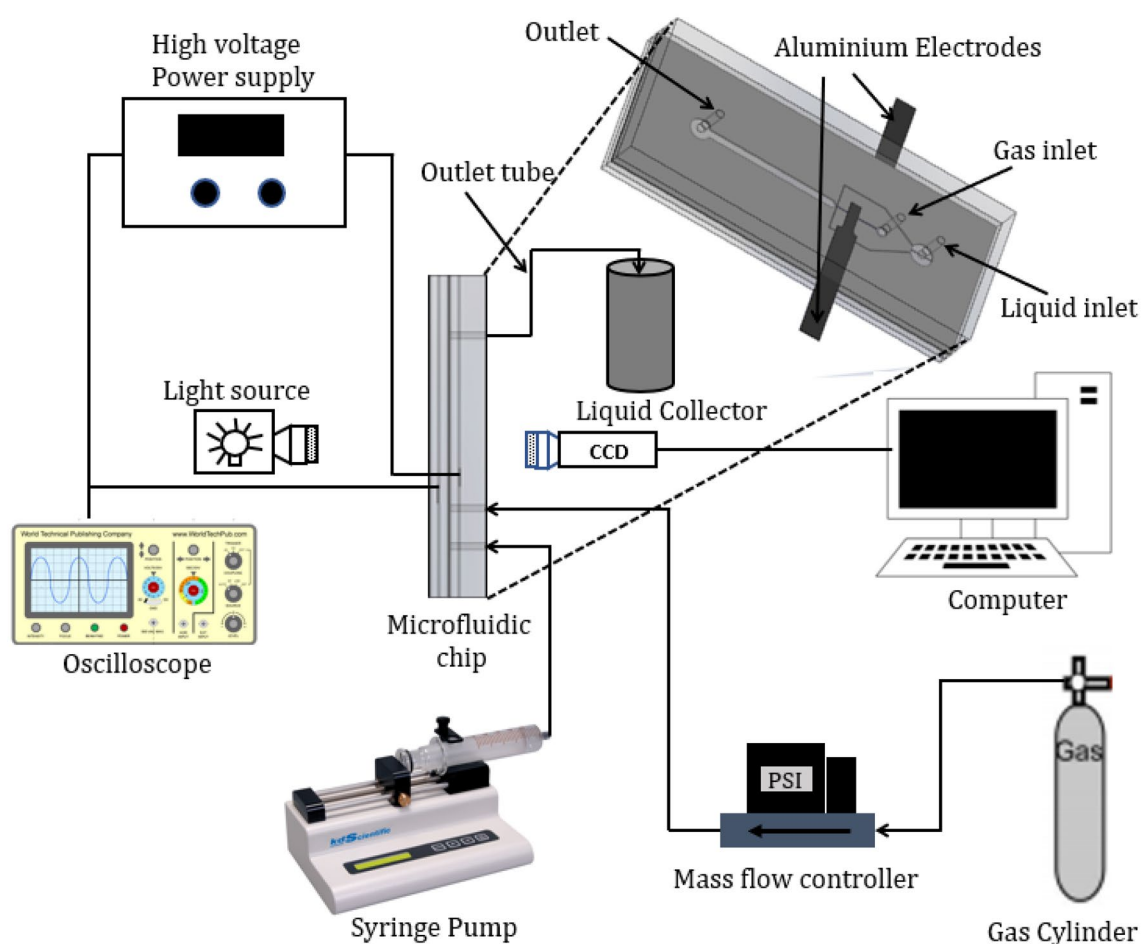 High voltage
Power supply
Outlet
Aluminium Electrodes
Gas inlet
Outlet tube
Liquid inlet
Light source
Liquid Collector
CCD
World Technical Publishing Company
www.WorldTechPub.com
Computer
Microfluidic
chip
Oscilloscope
Gas
PSI
kdScientific
Mass flow controller
Syringe Pump
Gas Cylinder